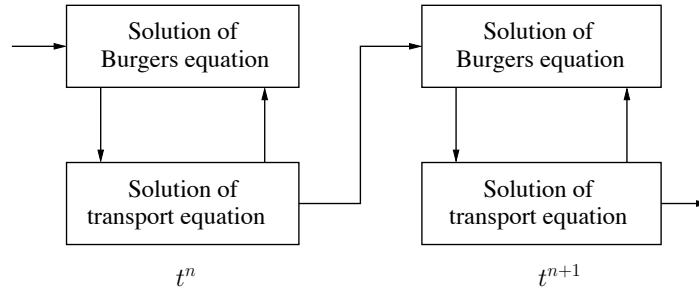 Solution of
Burgers equation
Solution of
Burgers equation
Solution of
transport equation
Solution of
transport equation
t^n
t^{n+1}